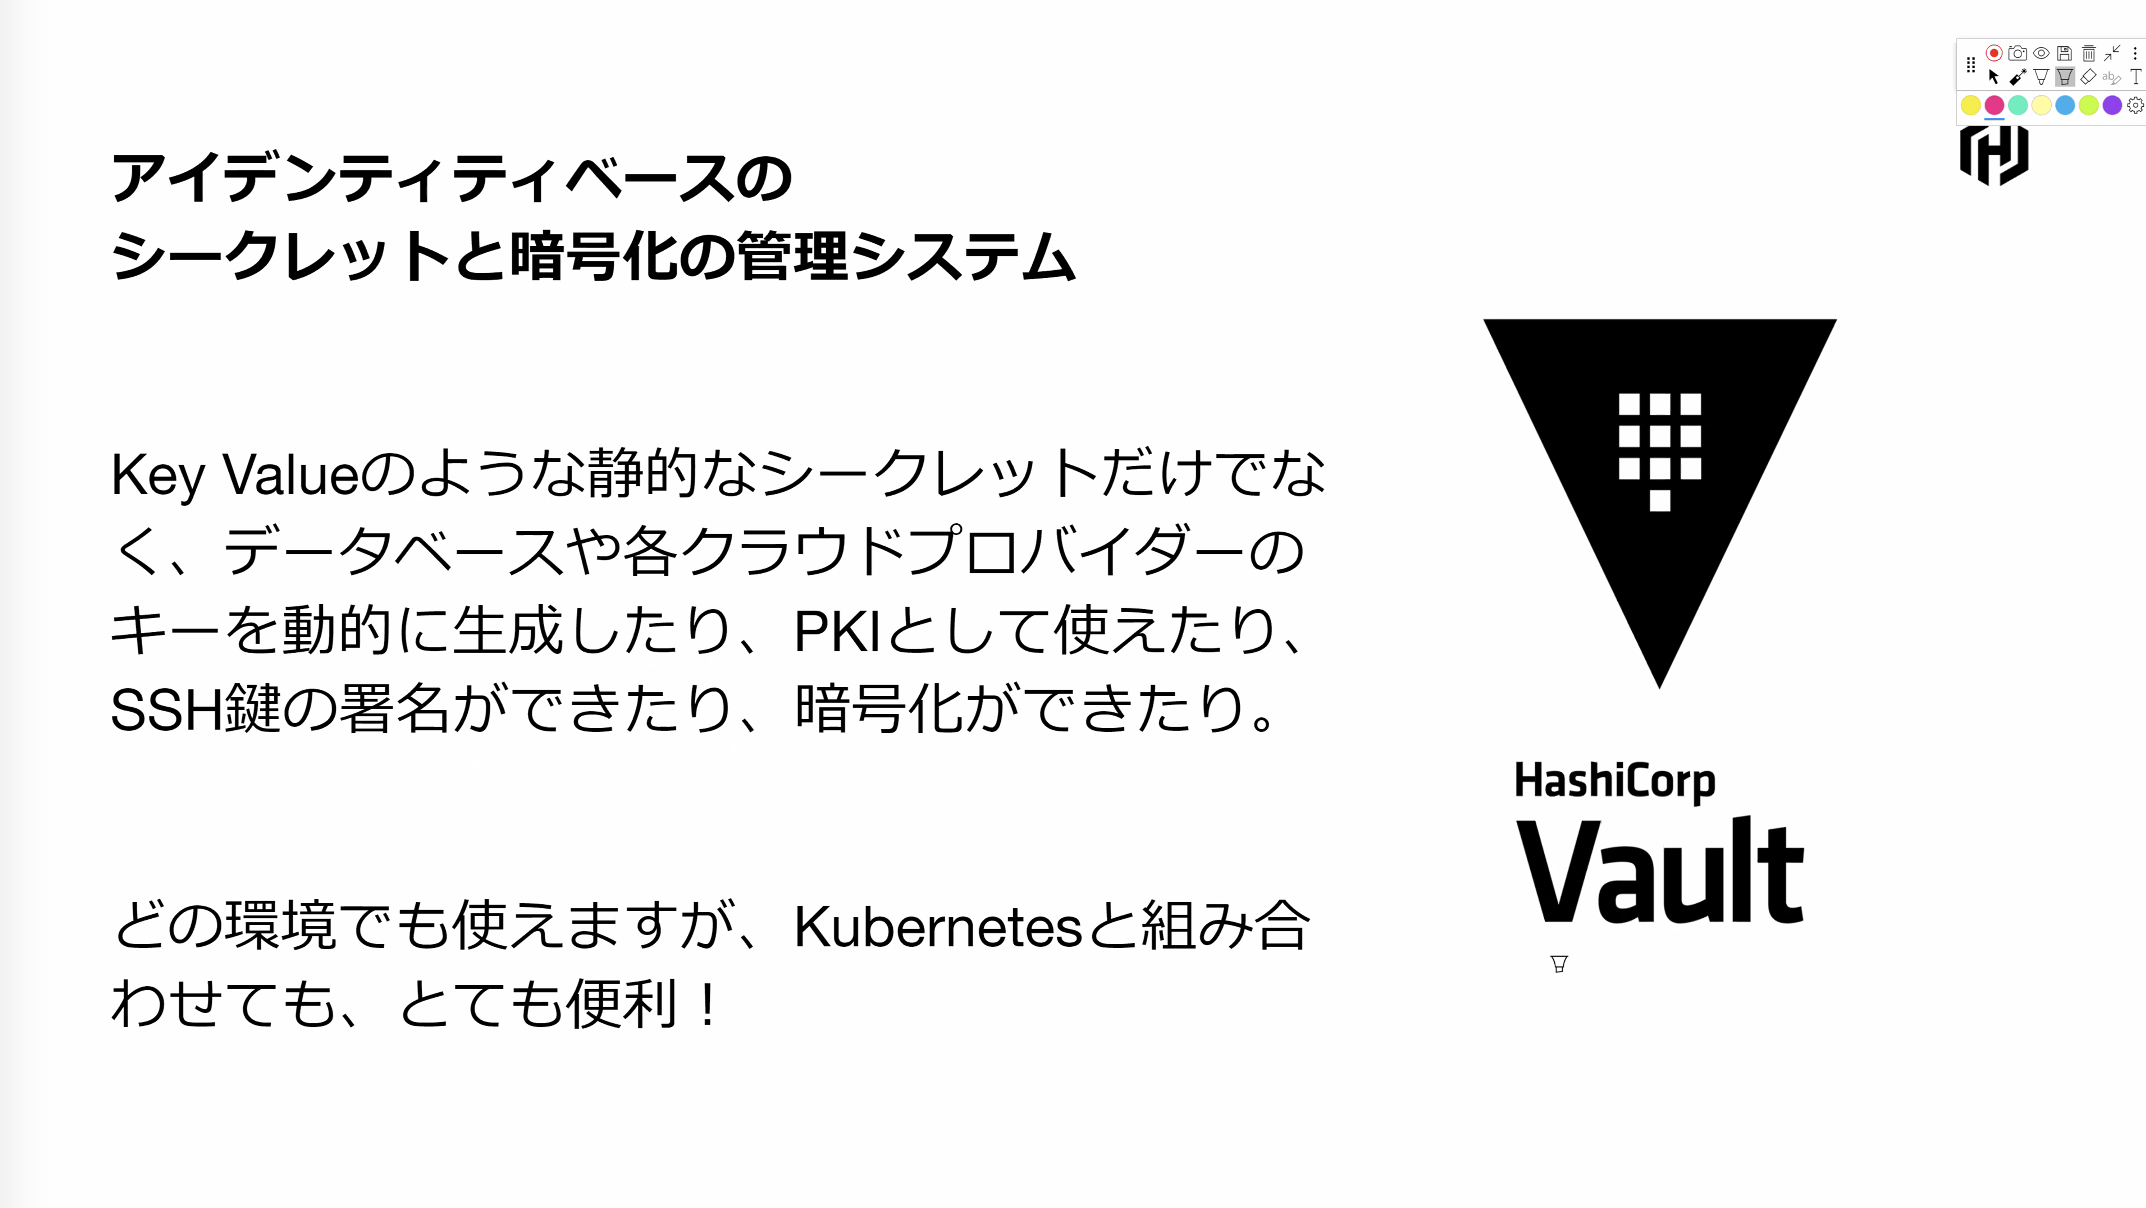 アイデンティティベースの
シークレットと暗号化の管理システム
Key Valueのような静的なシークレットだけでな
く、データベースや各クラウドプロバイダーの
キーを動的に生成したり、PKIとして使えたり、
SSH鍵の署名ができたり、暗号化ができたり。
どの環境でも使えますが、Kubernetesと組み合
わせても、とても便利！
HashiCorp
Vault